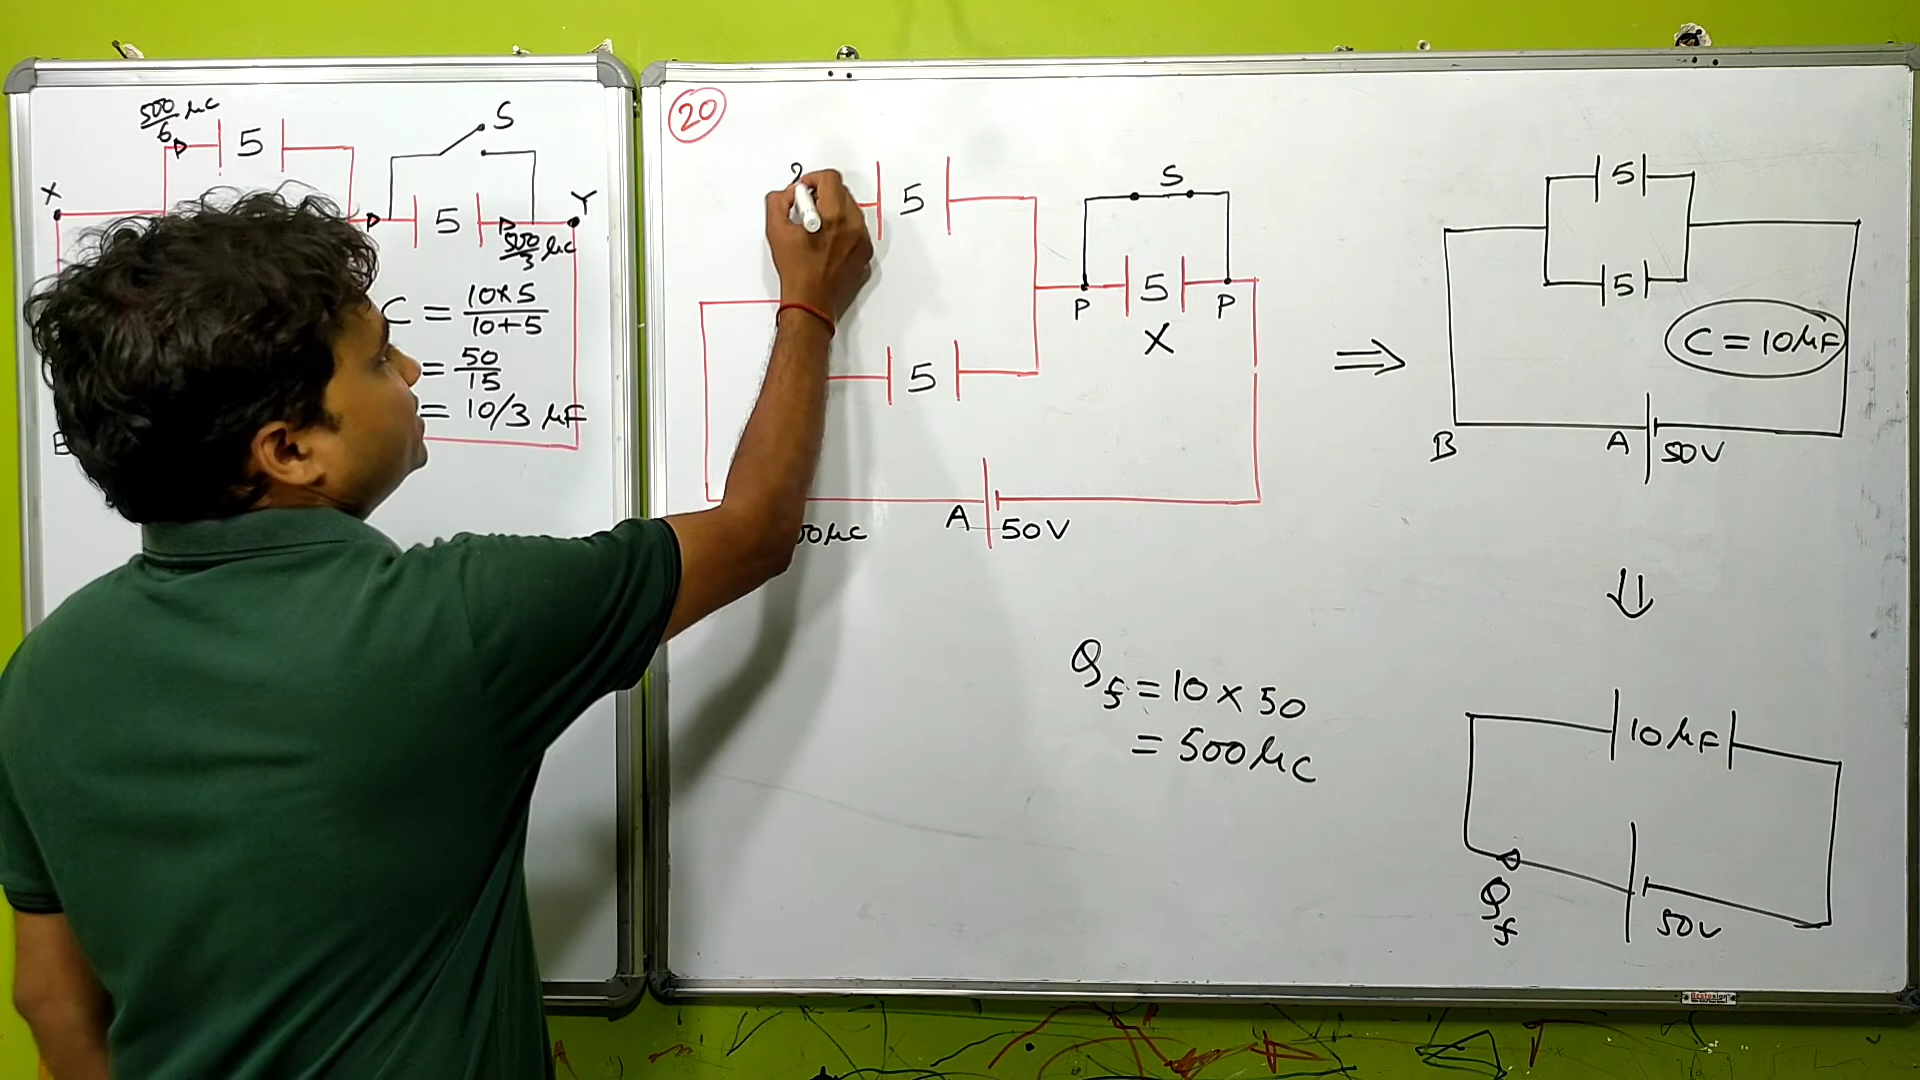 500/6 μC
5
S
X
Y
5
500/3 μC
C = 10×5/10+5
= 50/15
= 10/3 μF
20
5
S
5
P
P
X
5
A
50V
5
5
C = 10μF
B
A
50V
⇒
⇓
Qf = 10 × 50
= 500μC
10μF
Qf
50V